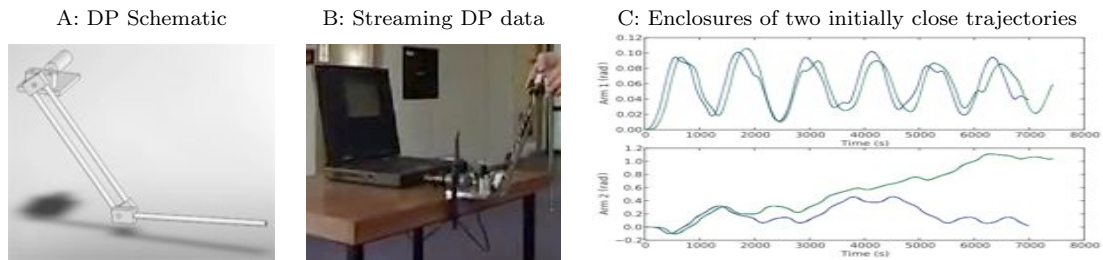 A: DP Schematic
B: Streaming DP data
C: Enclosures of two initially close trajectories
0.12
0.10
0.08
0.06
0.04
0.02
0.00
Arm 1 (rad)
0 1000 2000 3000 4000 5000 6000 7000 8000
Time (s)
1.2
1.0
0.8
0.6
0.4
0.2
0.0
−0.2
Arm 2 (rad)
0 1000 2000 3000 4000 5000 6000 7000 8000
Time (s)